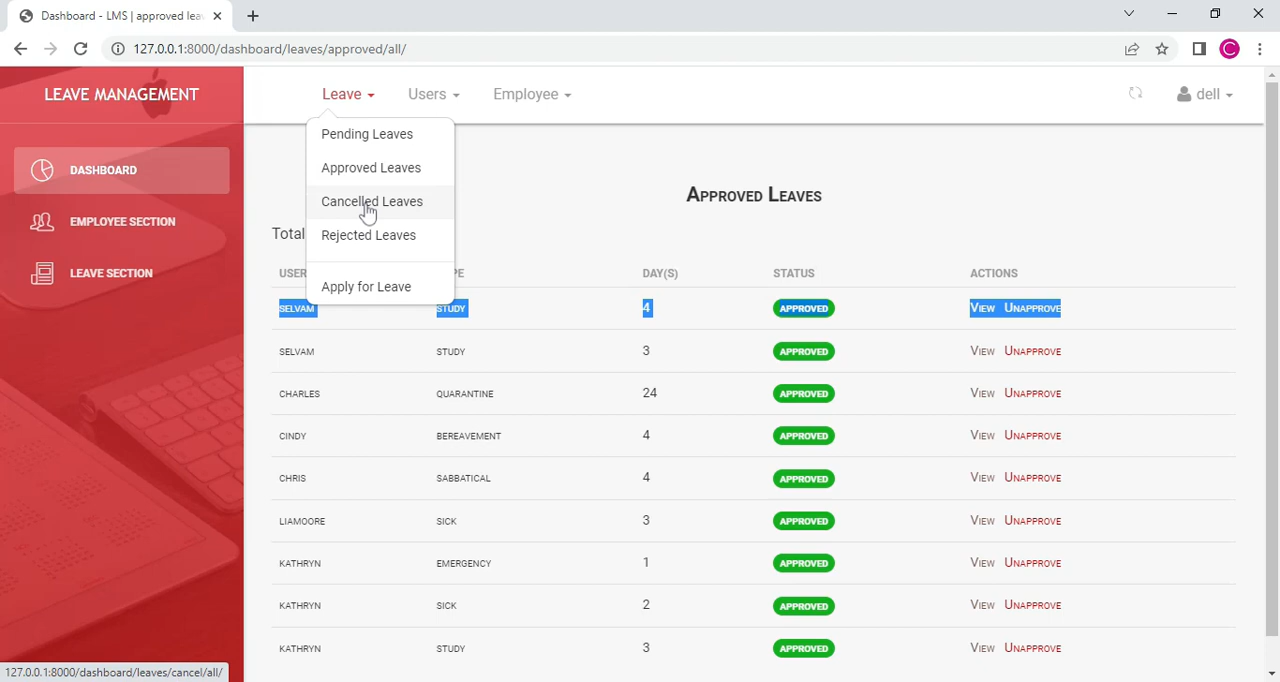 Dashboard - LMS | approved lea
127.0.0.1:8000/dashboard/leaves/approved/all/
C
LEAVE MANAGEMENT
Leave
Users
Employee
dell
DASHBOARD
EMPLOYEE SECTION
LEAVE SECTION
Pending Leaves
Approved Leaves
Cancelled Leaves
Rejected Leaves
Apply for Leave
APPROVED LEAVES
Total
USER PE DAY(S) STATUS ACTIONS
SELVAM STUDY 4 APPROVED VIEW UNAPPROVE
SELVAM STUDY 3 APPROVED VIEW UNAPPROVE
CHARLES QUARANTINE 24 APPROVED VIEW UNAPPROVE
CINDY BEREAVEMENT 4 APPROVED VIEW UNAPPROVE
CHRIS SABBATICAL 4 APPROVED VIEW UNAPPROVE
LIAMOORE SICK 3 APPROVED VIEW UNAPPROVE
KATHRYN EMERGENCY 1 APPROVED VIEW UNAPPROVE
KATHRYN SICK 2 APPROVED VIEW UNAPPROVE
KATHRYN STUDY 3 APPROVED VIEW UNAPPROVE
127.0.0.1:8000/dashboard/leaves/cancel/all/